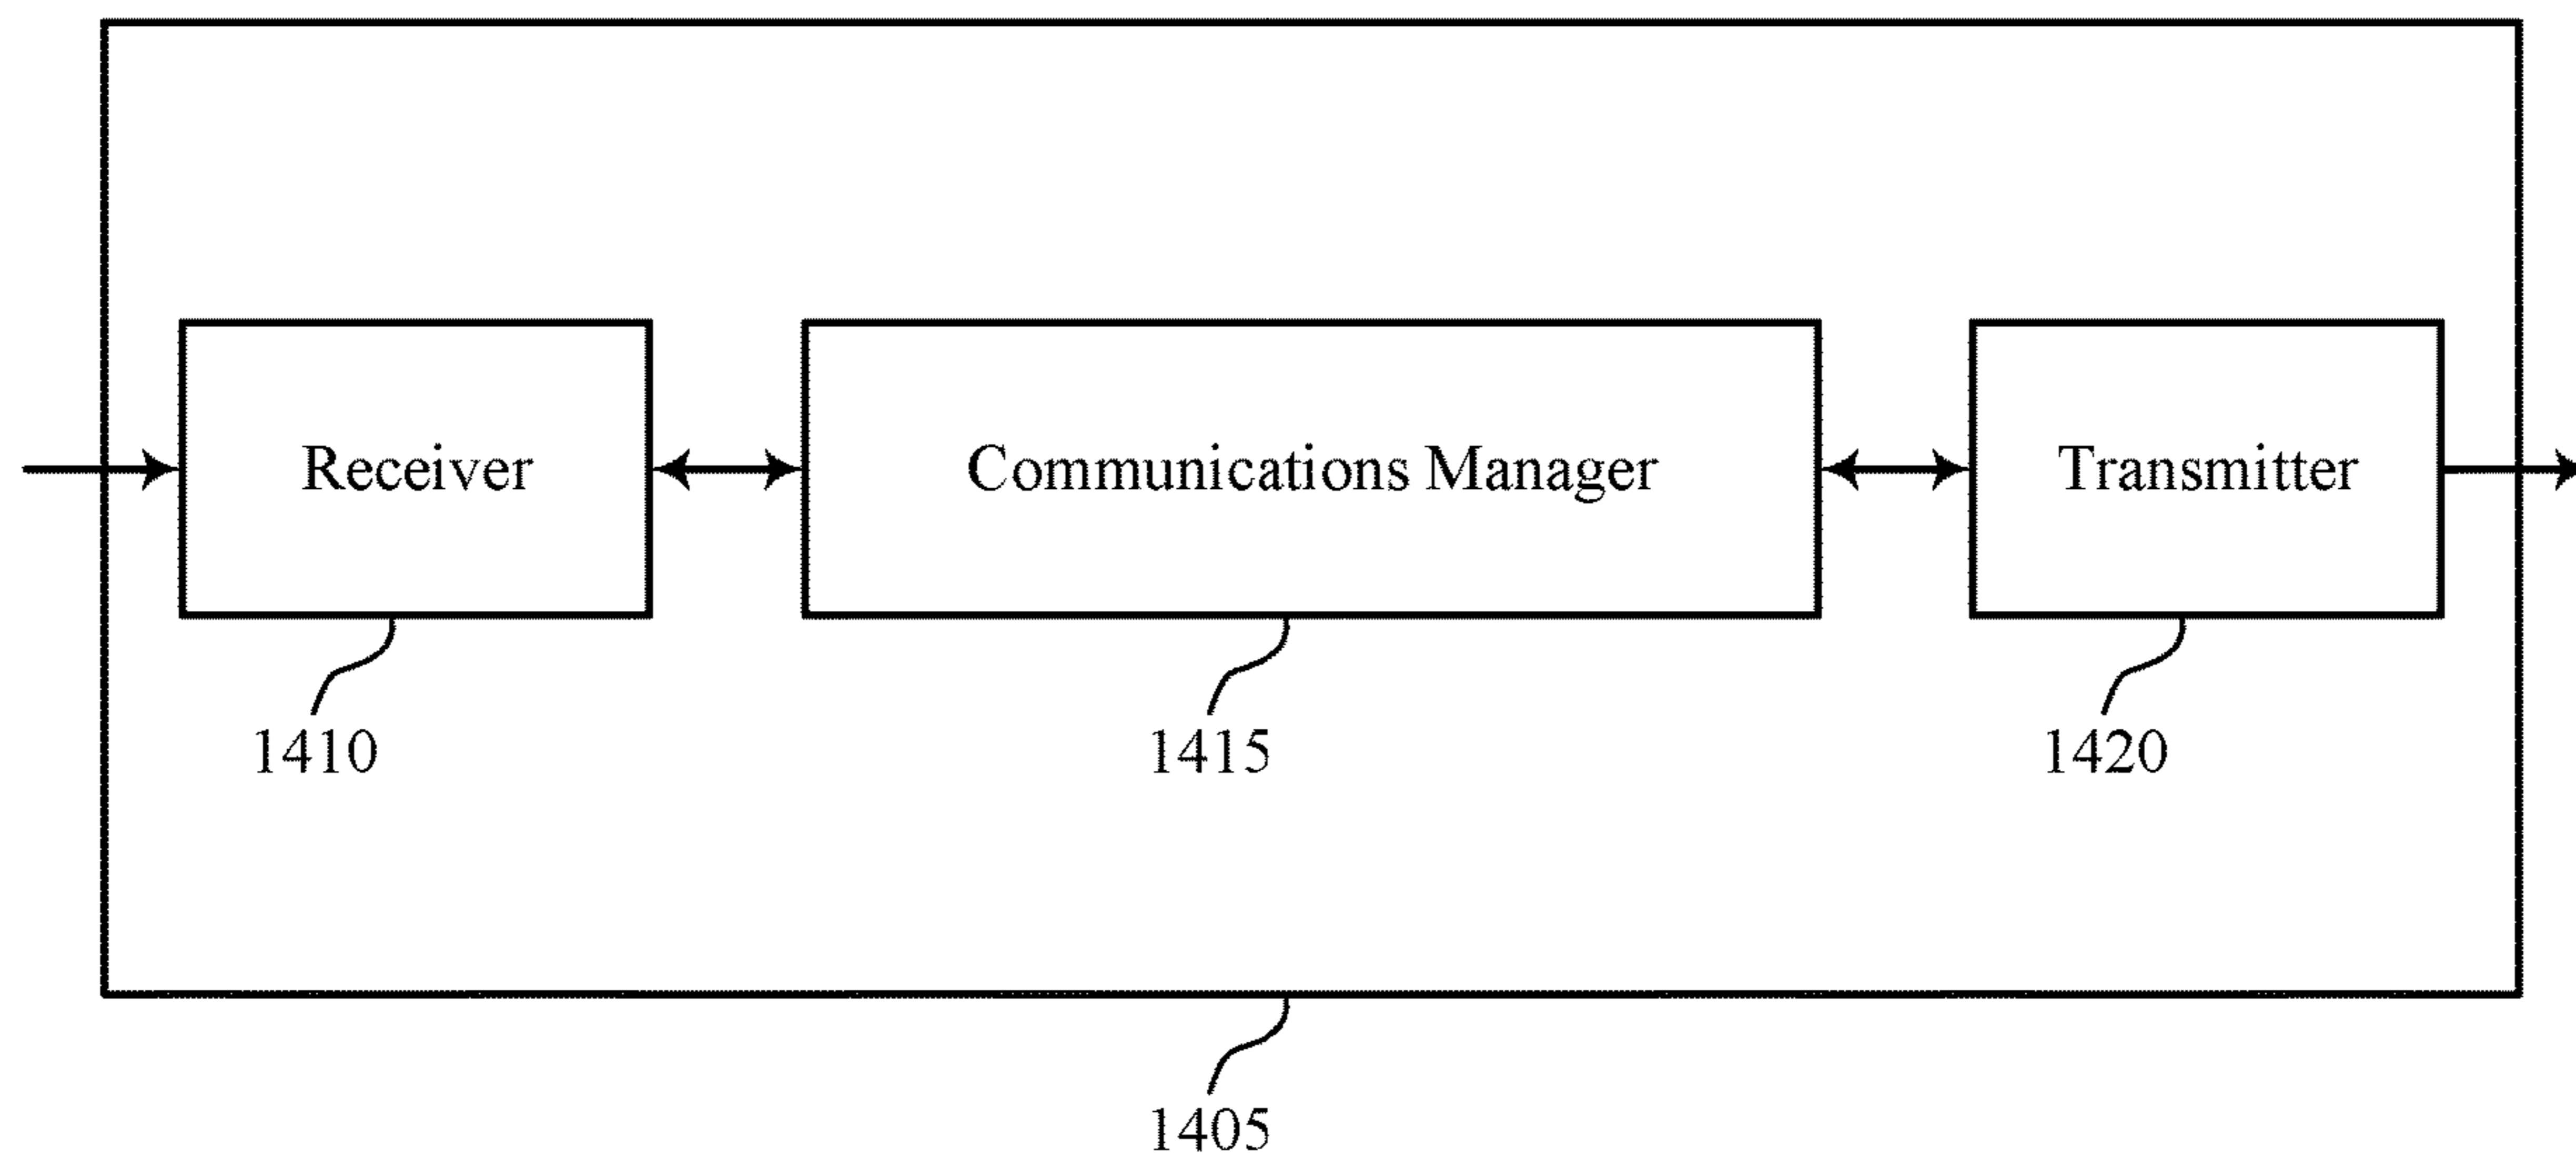 Receiver
Communications Manager
Transmitter
1410
1415
1420
1405